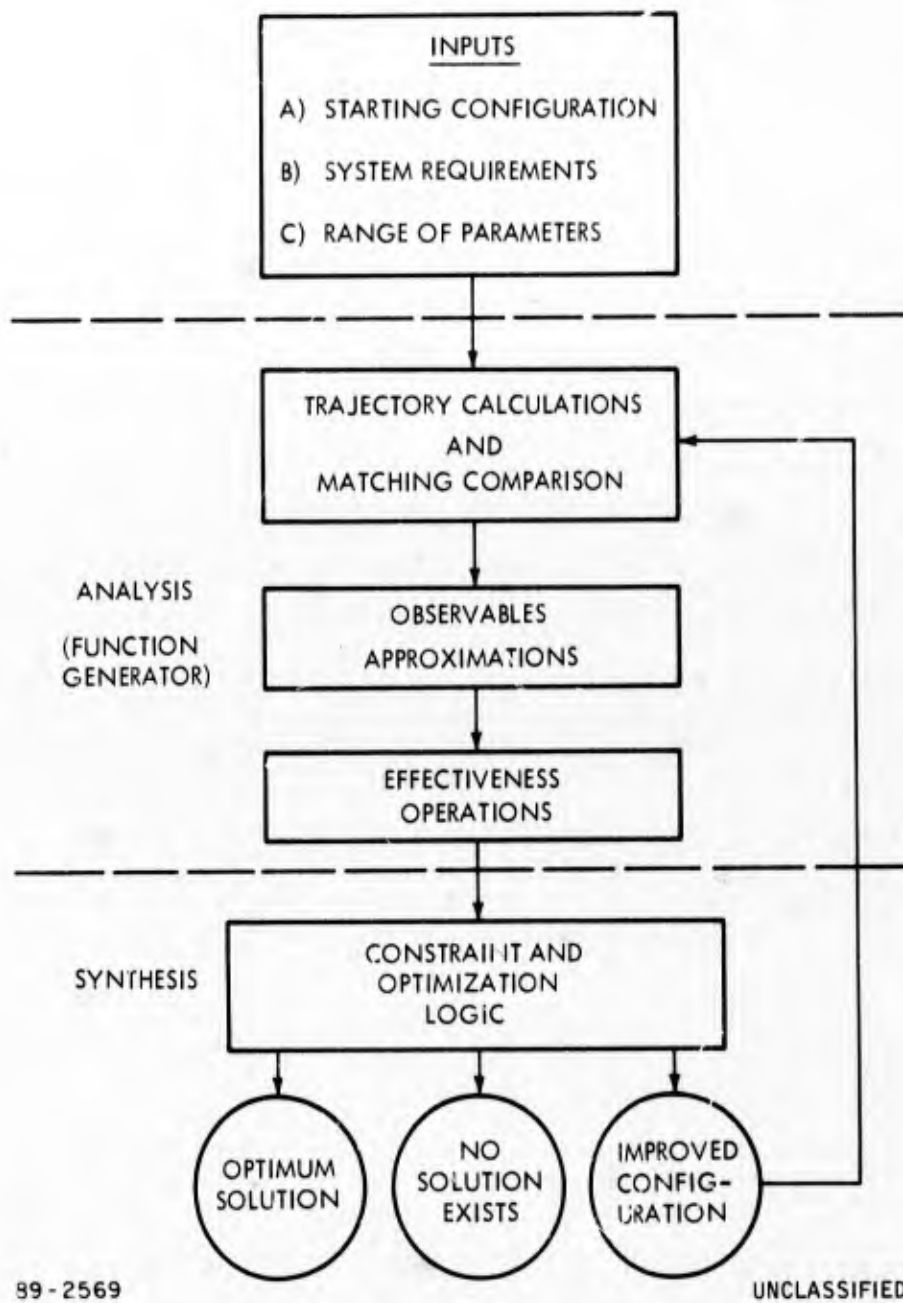 INPUTS
A) STARTING CONFIGURATION
B) SYSTEM REQUIREMENTS
C) RANGE OF PARAMETERS
TRAJECTORY CALCULATIONS
AND
MATCHING COMPARISON
ANALYSIS
(FUNCTION
GENERATOR)
OBSERVABLES
APPROXIMATIONS
EFFECTIVENESS
OPERATIONS
SYNTHESIS
CONSTRAINT AND
OPTIMIZATION
LOGIC
OPTIMUM
SOLUTION
NO
SOLUTION
EXISTS
IMPROVED
CONFIG-
URATION
89-2569
UNCLASSIFIED